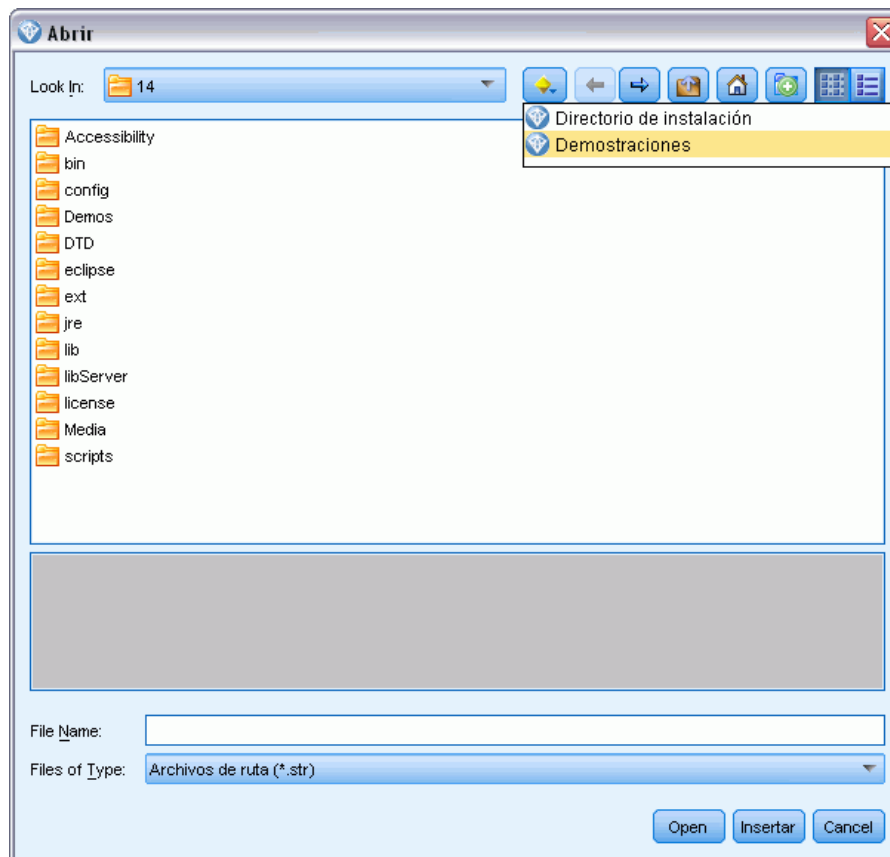 Abrir
Look In: 14
Directorio de instalación
Demostraciones
Accessibility
bin
config
Demos
DTD
eclipse
ext
jre
lib
libServer
license
Media
scripts
File Name:
Files of Type: Archivos de ruta (*.str)
Open Insertar Cancel